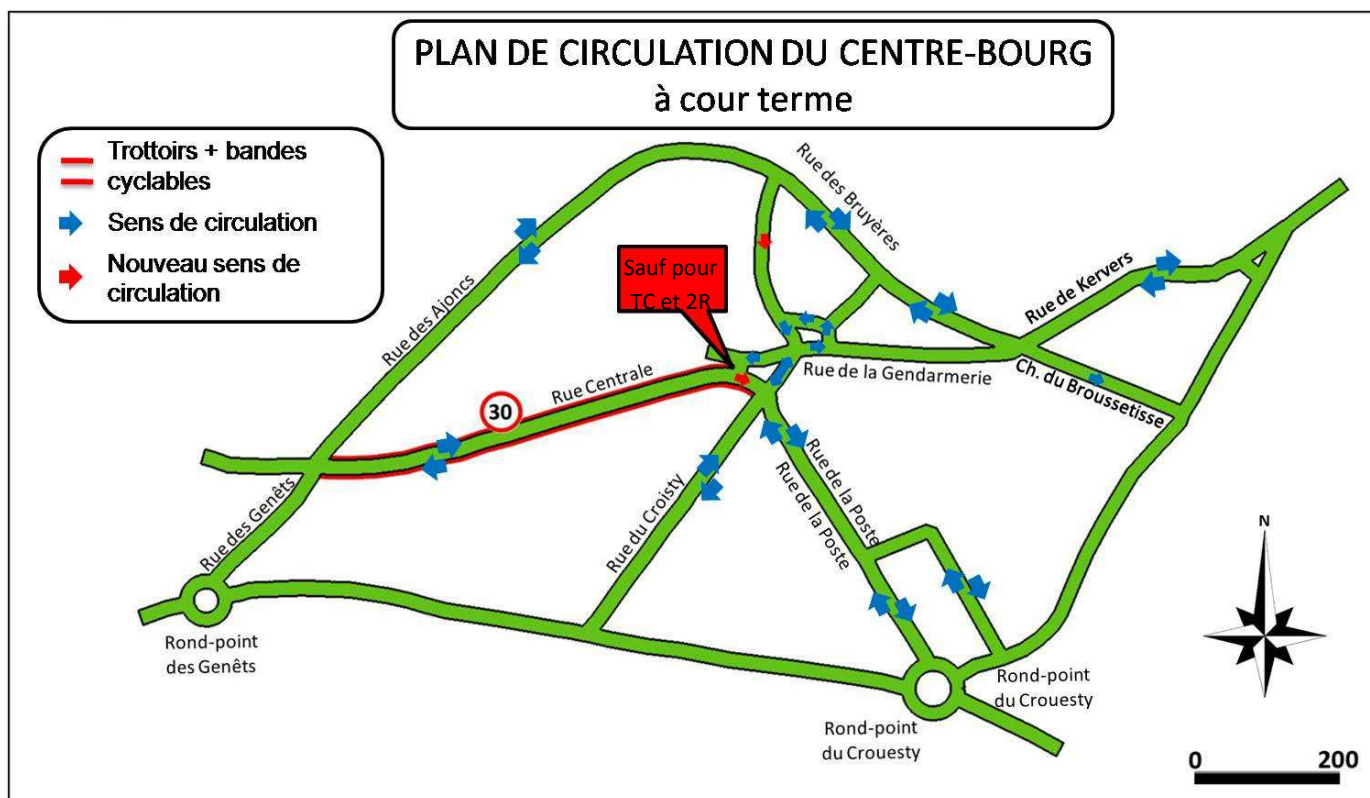 PLAN DE CIRCULATION DU CENTRE-BOURG
à cour terme
Trottoirs + bandes
cyclables
Sens de circulation
Nouveau sens de
circulation
Rue des Bruyères
Sauf pour
TC et 2R
Rue des Ajoncs
Rue de Kervers
Rue Centrale
Rue de la Gendarmerie
Ch. du Broussetisse
30
Rue des Genêts
Rue du Croisty
Rue de la Poste
Rue de la Poste
N
Rond-point
des Genêts
Rond-point
du Crouesty
Rond-point
du Crouesty
0 200